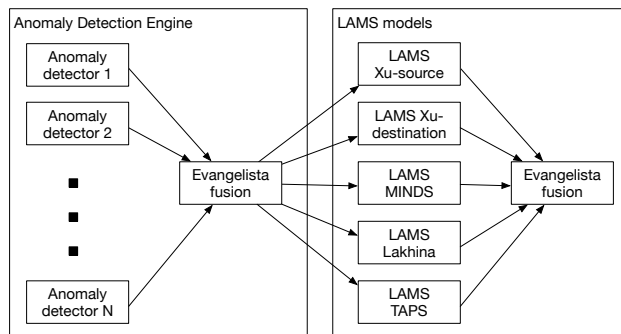 Anomaly Detection Engine
Anomaly
detector 1
Anomaly
detector 2
Anomaly
detector N
Evangelista
fusion
LAMS models
LAMS
Xu-source
LAMS Xu-
destination
LAMS
MINDS
LAMS
Lakhina
LAMS
TAPS
Evangelista
fusion